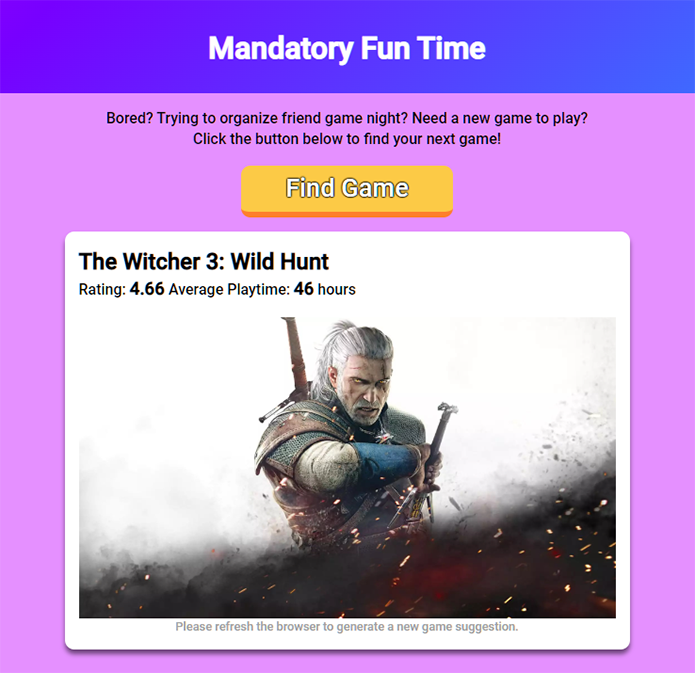 Mandatory Fun Time
Bored? Trying to organize friend game night? Need a new game to play?
Click the button below to find your next game!
Find Game
The Witcher 3: Wild Hunt
Rating: 4.66 Average Playtime: 46 hours
Please refresh the browser to generate a new game suggestion.